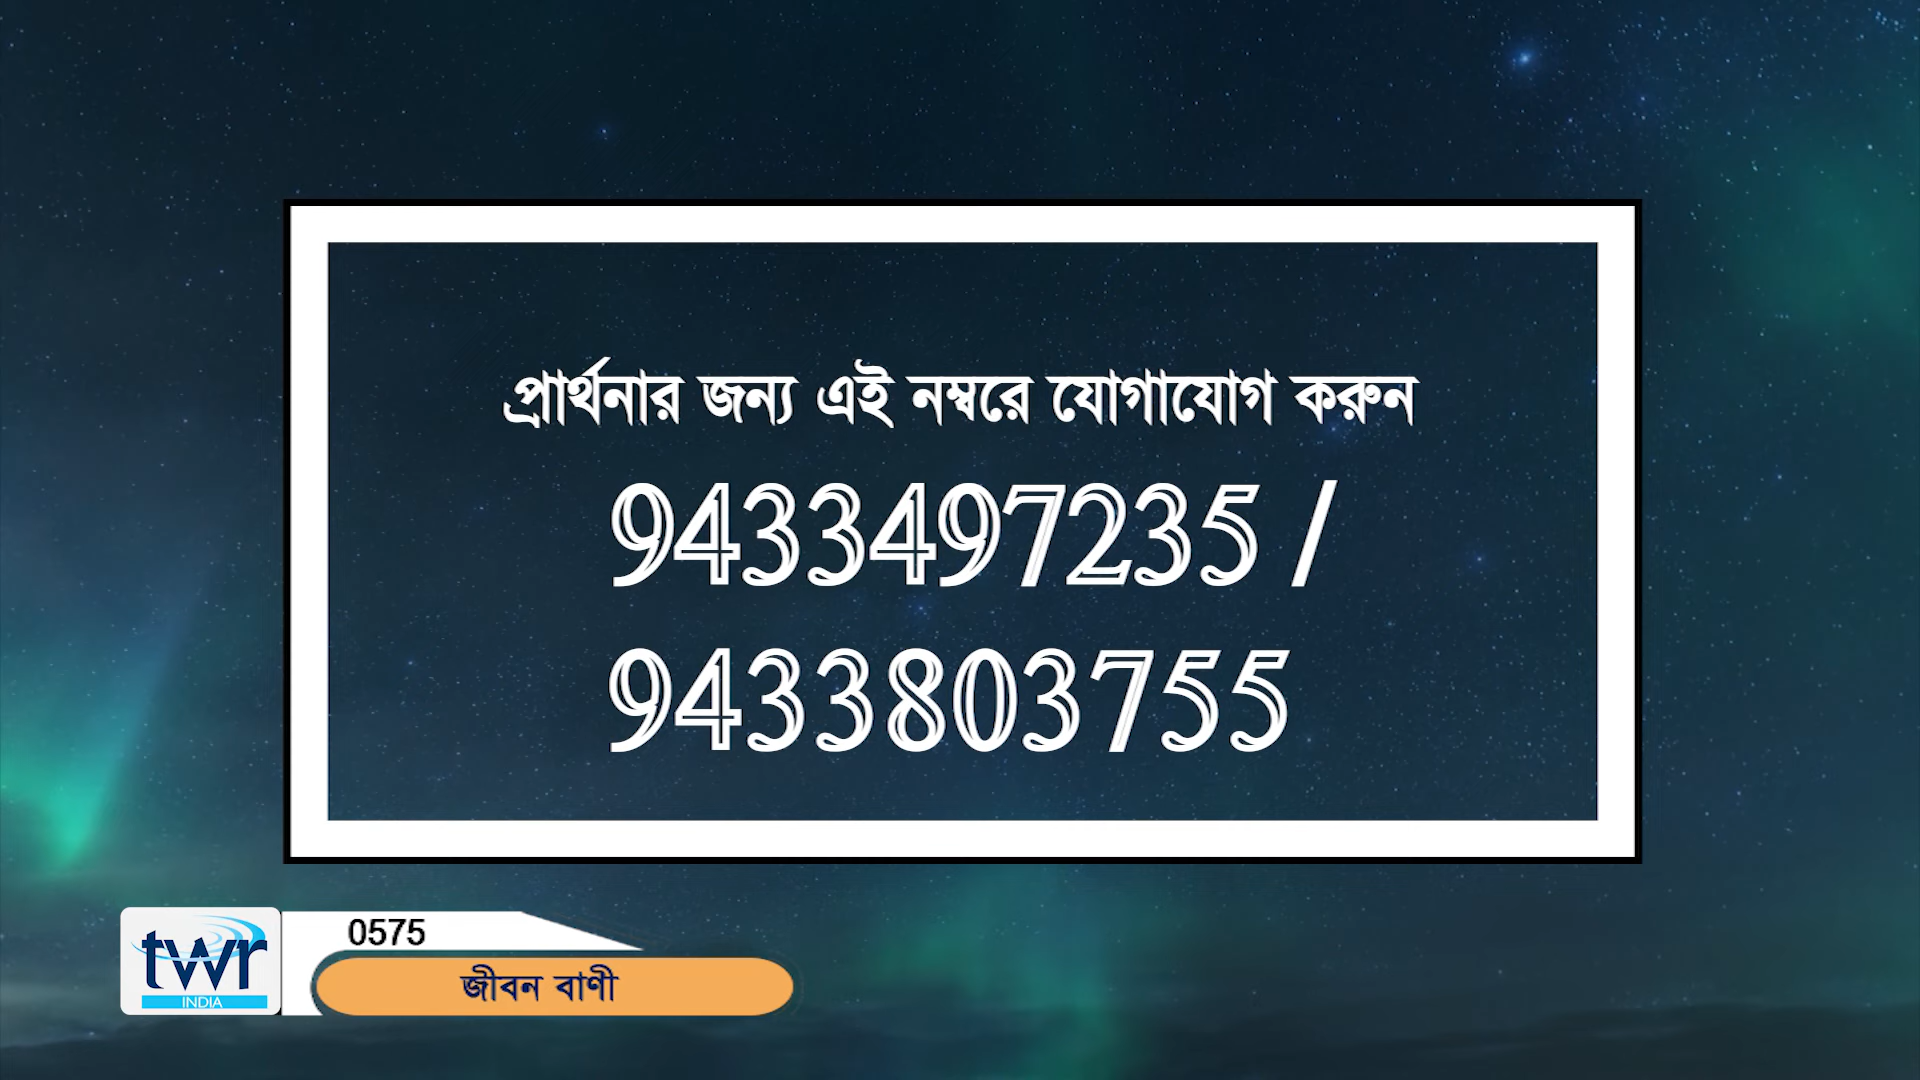 প্রার্থনার জন্য এই নম্বরে যোগাযোগ করুন
9433497235 /
9433803755
twr
INDIA
0575
জীবন বাণী